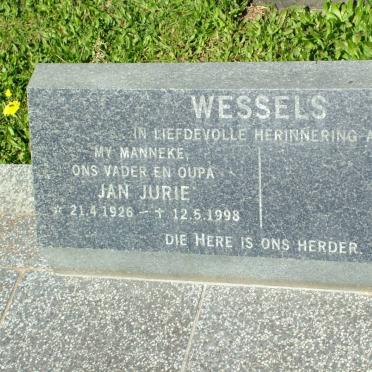 WESSELS
IN LIEFDEVOLLE HERINNERING A
MY MANNEKE,
ONS VADER EN OUPA
JAN JURIE
* 21.4.1926 – † 12.5.1998
DIE HERE IS ONS HERDER.